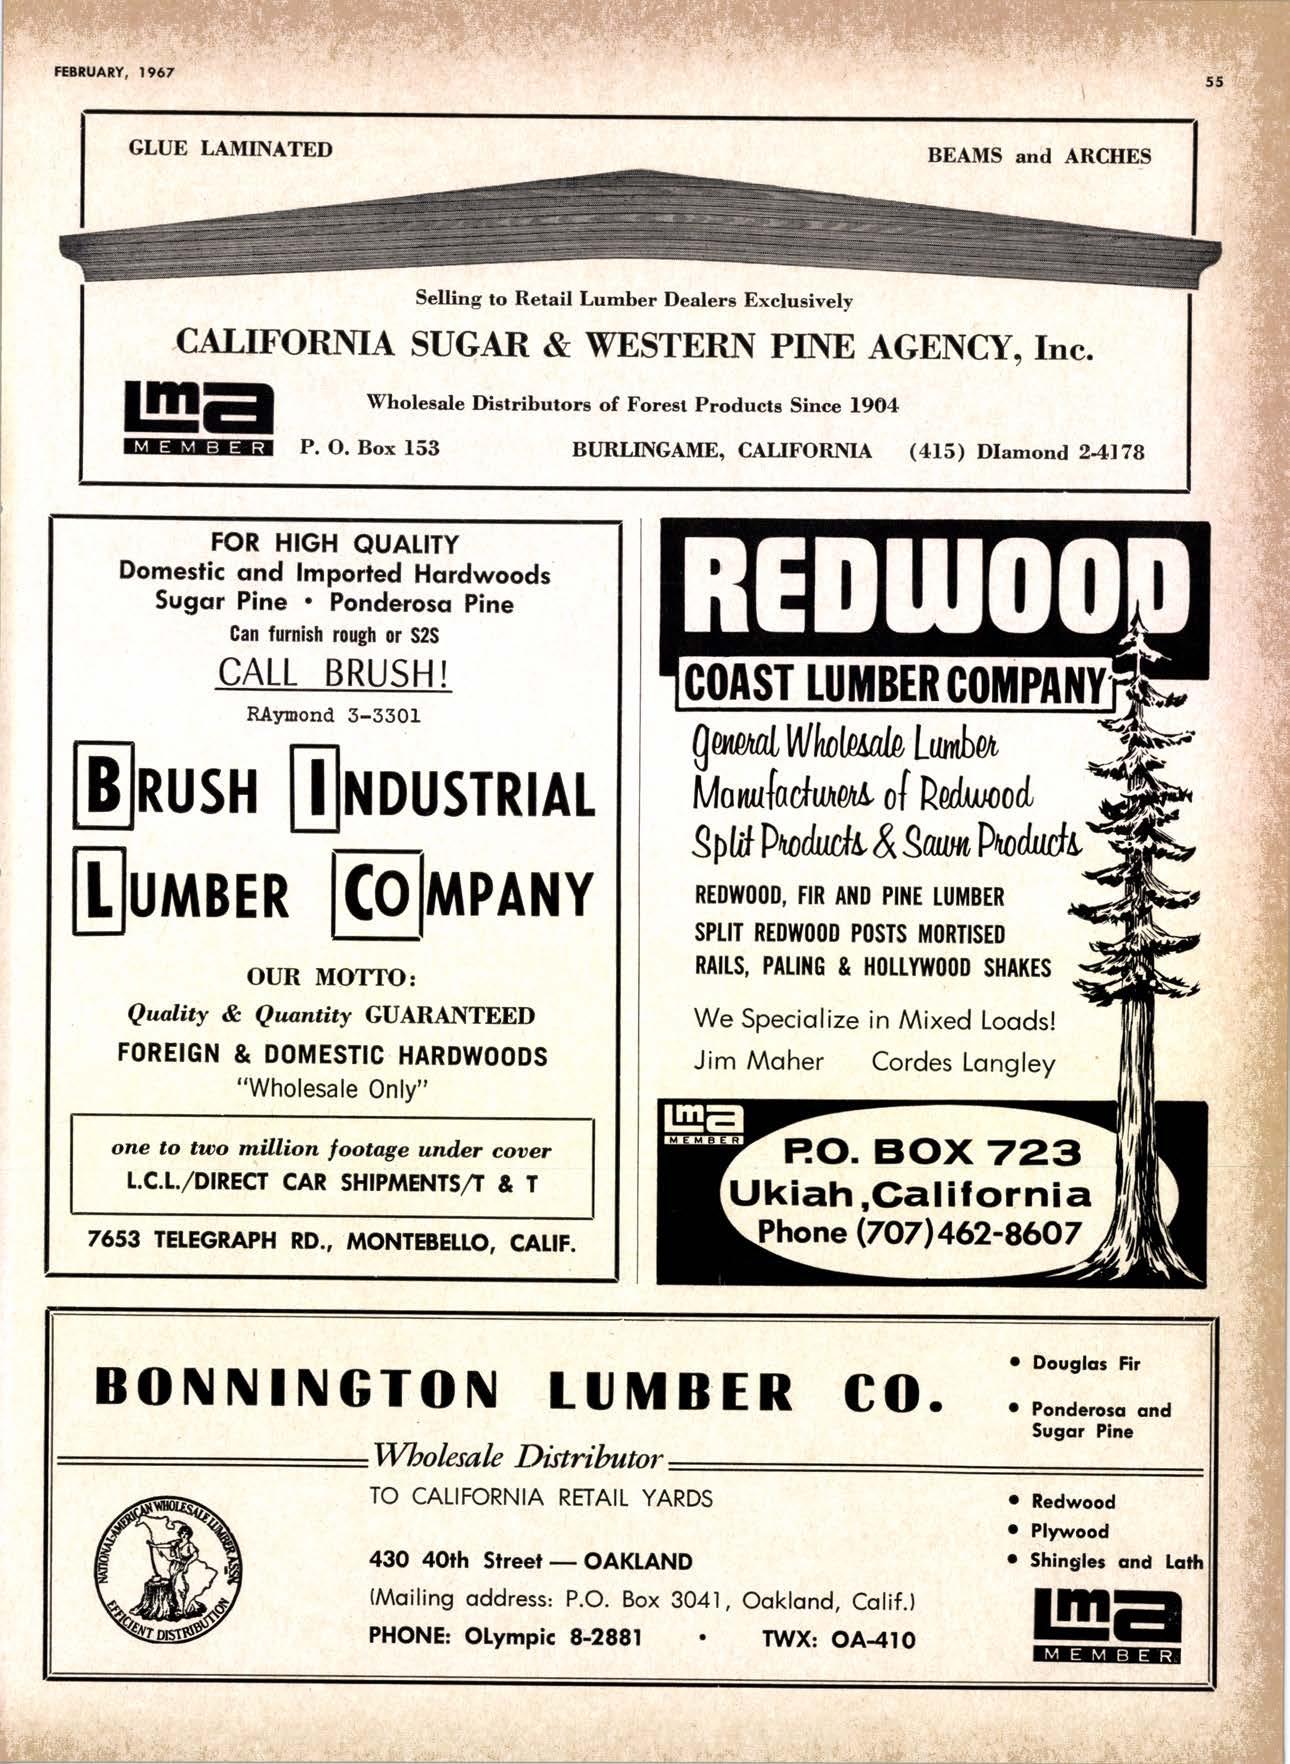 FEBRUARY, 1967
55
GLUE LAMINATED
BEAMS and ARCHES
Selling to Retail Lumber Dealers Exclusively
CALIFORNIA SUGAR & WESTERN PINE AGENCY, Inc.
lma
MEMBER
Wholesale Distributors of Forest Products Since 1904
P. O. Box 153
BURLINGAME, CALIFORNIA
(415) DIamond 2-4178
FOR HIGH QUALITY
Domestic and Imported Hardwoods
Sugar Pine • Ponderosa Pine
Can furnish rough or S2S
CALL BRUSH!
RAymond 3-3301
BRUSH INDUSTRIAL
LUMBER COMPANY
OUR MOTTO:
Quality & Quantity GUARANTEED
FOREIGN & DOMESTIC HARDWOODS
"Wholesale Only"
one to two million footage under cover
L.C.L./DIRECT CAR SHIPMENTS/T & T
7653 TELEGRAPH RD., MONTEBELLO, CALIF.
REDWOOD
COAST LUMBER COMPANY
General Wholesale Lumber
Manufacturers of Redwood
Split Products & Sawn Products
REDWOOD, FIR AND PINE LUMBER
SPLIT REDWOOD POSTS MORTISED
RAILS, PALING & HOLLYWOOD SHAKES
We Specialize in Mixed Loads!
Jim Maher Cordes Langley
lma
MEMBER
P.O. BOX 723
Ukiah, California
Phone (707) 462-8607
BONNINGTON LUMBER CO.
Wholesale Distributor
TO CALIFORNIA RETAIL YARDS
NATIONAL-AMERICAN WHOLESALE LUMBER ASSN.
EFFICIENT DISTRIBUTION
430 40th Street — OAKLAND
(Mailing address: P.O. Box 3041, Oakland, Calif.)
PHONE: OLympic 8-2881 • TWX: OA-410
• Douglas Fir
• Ponderosa and
Sugar Pine
• Redwood
• Plywood
• Shingles and Lath
lma
MEMBER